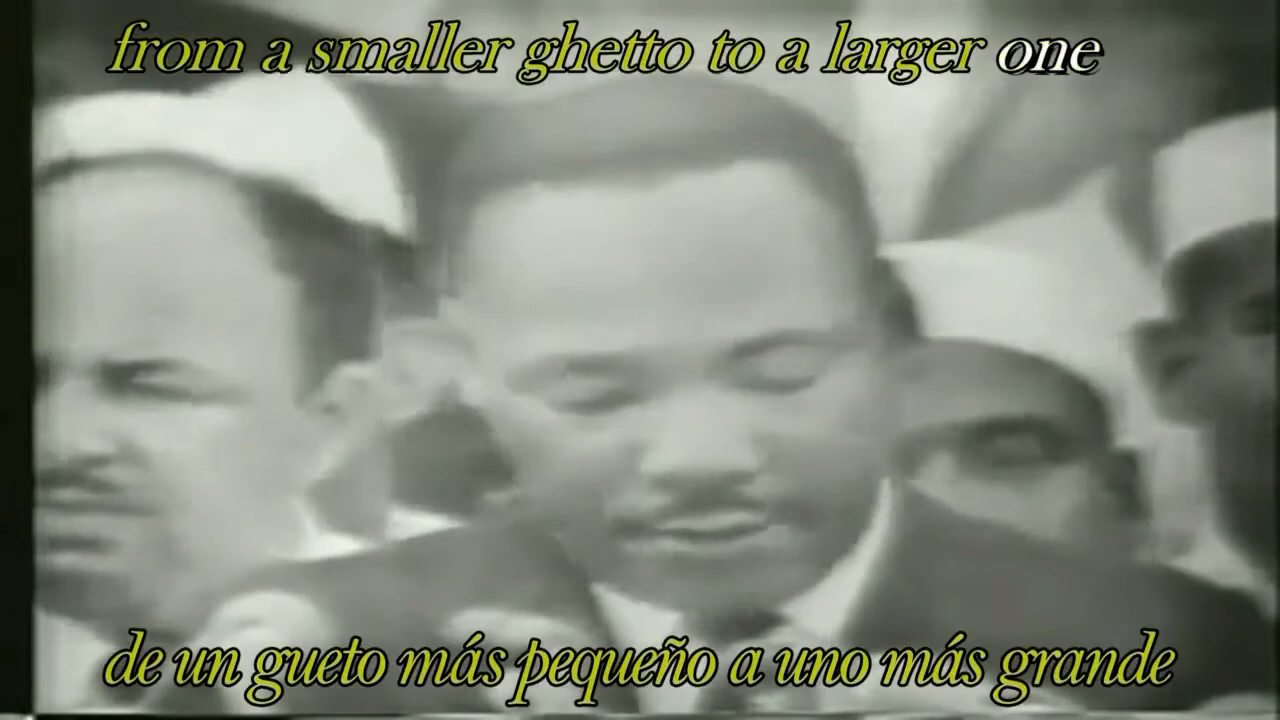 from a smaller ghetto to a larger one
de un gueto más pequeño a uno más grande